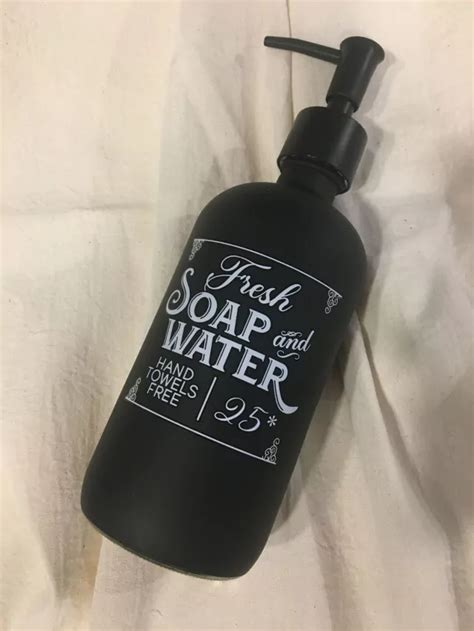 Fresh
SOAP and
WATER
HAND
TOWELS
FREE
25*